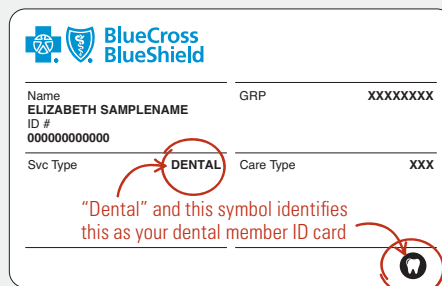 BlueCross
BlueShield
Name
ELIZABETH SAMPLENAME
ID #
000000000000
GRP XXXXXXXX
Svc Type DENTAL
Care Type XXX
"Dental" and this symbol identifies
this as your dental member ID card